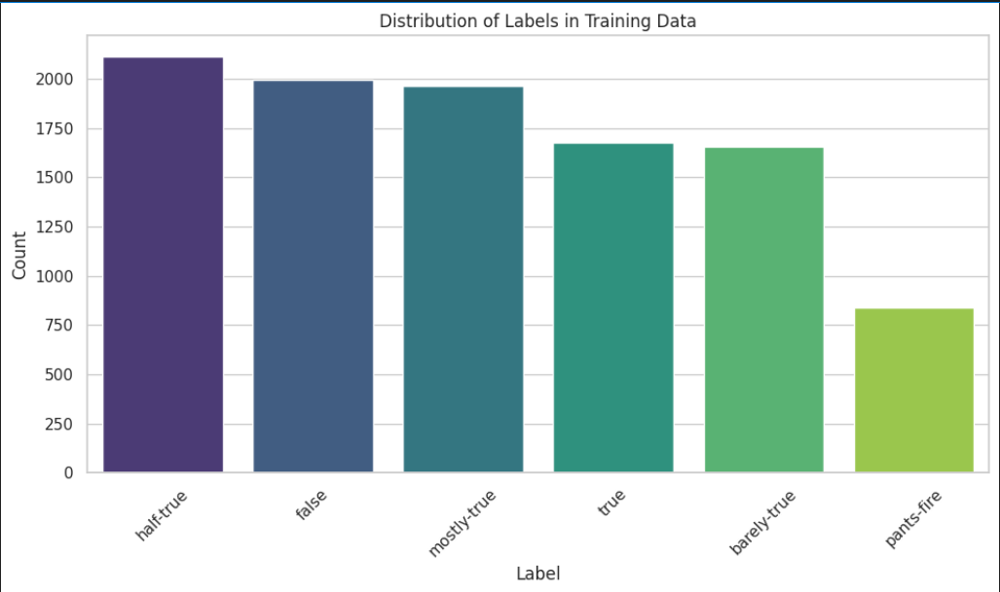 Distribution of Labels in Training Data
Count
2000
1750
1500
1250
1000
750
500
250
0
half-true
false
mostly-true
true
barely-true
pants-fire
Label